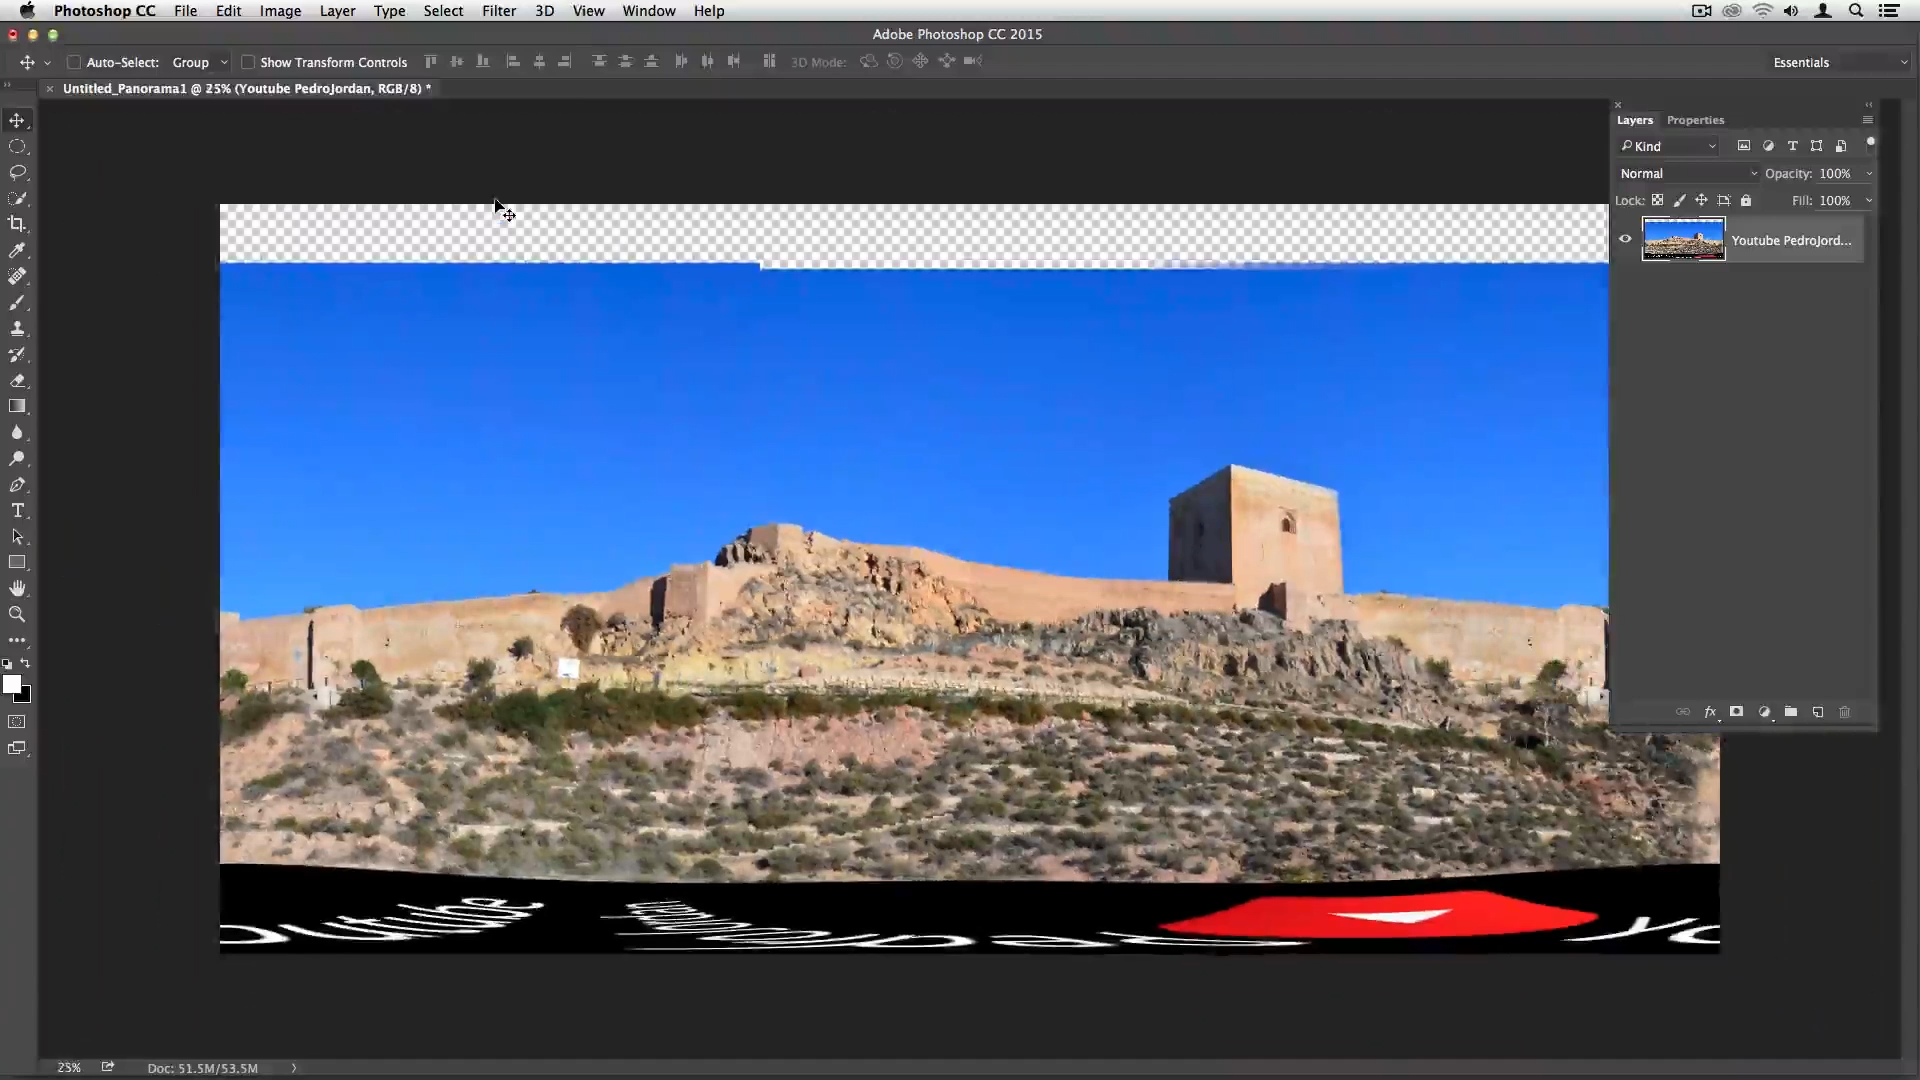 Photoshop CC File Edit Image Layer Type Select Filter 3D View Window Help
Adobe Photoshop CC 2015
Auto-Select: Group Show Transform Controls 3D Mode: Essentials
Untitled_Panorama1 @ 25% (Youtube PedroJordan, RGB/8) *
Layers Properties
Kind
Normal Opacity: 100%
Lock: Fill: 100%
Youtube PedroJord...
fx
outube
25% Doc: 51.5M/53.5M